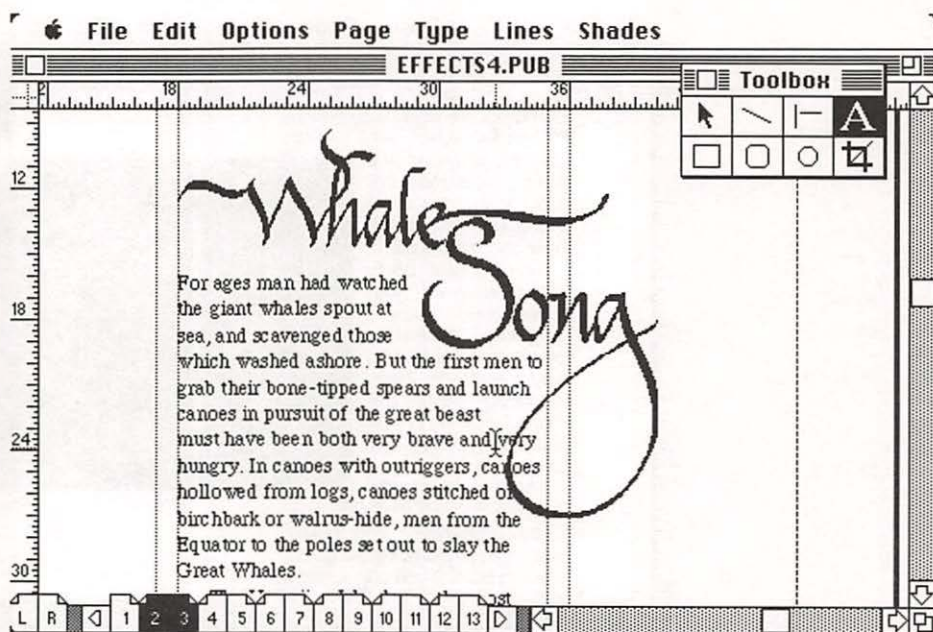 File Edit Options Page Type Lines Shades
EFFECTS4.PUB
Toolbox
A
12 18 24 30 36
12
18
24
30
Whale
Song
For ages man had watched
the giant whales spout at
sea, and scavenged those
which washed ashore. But the first men to
grab their bone-tipped spears and launch
canoes in pursuit of the great beast
must have been both very brave and very
hungry. In canoes with outriggers, canoes
hollowed from logs, canoes stitched of
birchbark or walrus-hide, men from the
Equator to the poles set out to slay the
Great Whales.
L R 1 2 3 4 5 6 7 8 9 10 11 12 13